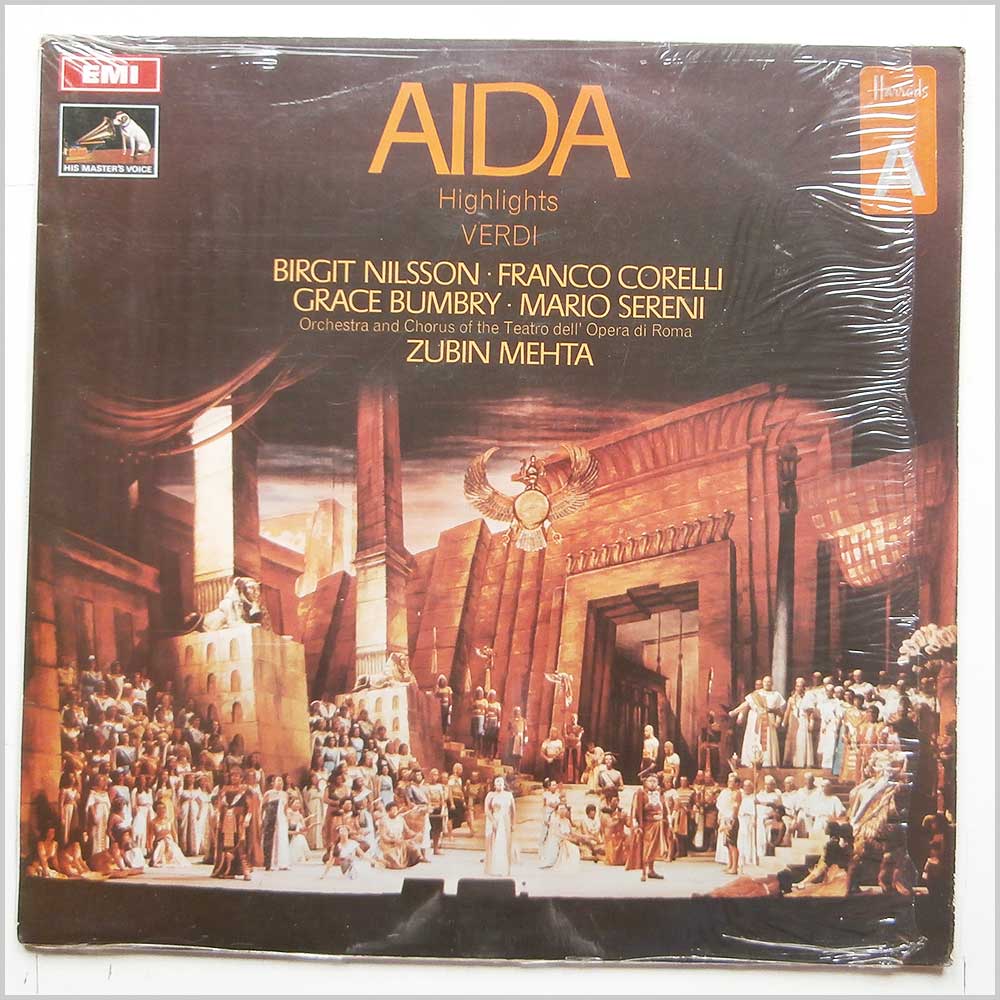 EMI
HIS MASTER'S VOICE
Harrods
A
AIDA
Highlights
VERDI
BIRGIT NILSSON · FRANCO CORELLI
GRACE BUMBRY · MARIO SERENI
Orchestra and Chorus of the Teatro dell' Opera di Roma
ZUBIN MEHTA